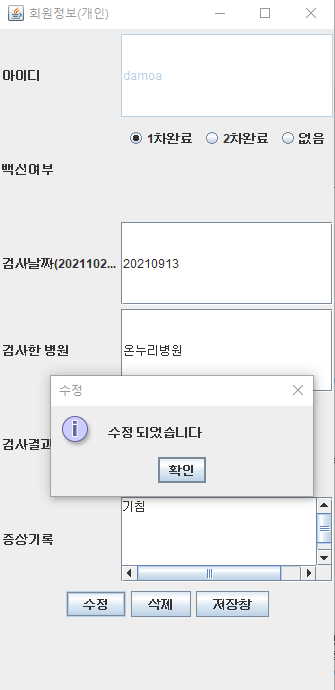 회원정보(개인)
아이디
damoa
1차완료 2차완료 없음
백신여부
검사날짜(2021102...
20210913
검사한 병원
온누리병원
수정
수정 되었습니다
검사결과
확인
기침
증상기록
수정 삭제 저장창